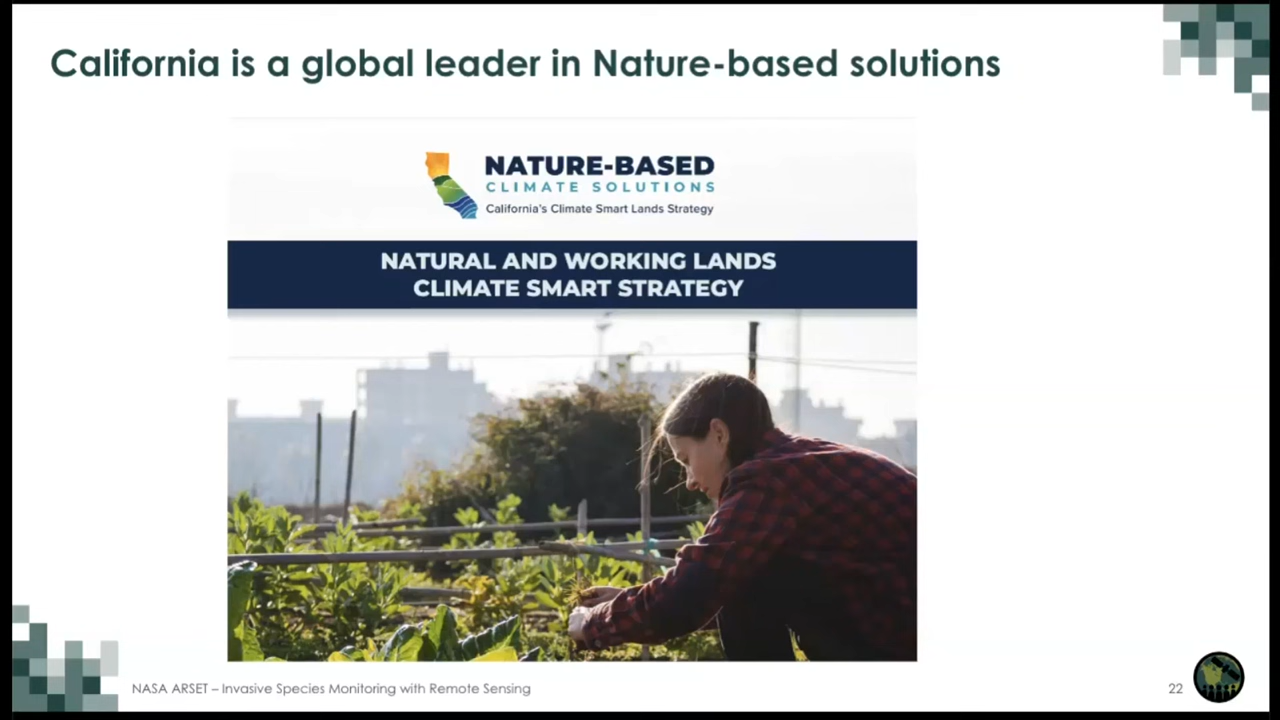 California is a global leader in Nature-based solutions
NATURE-BASED
CLIMATE SOLUTIONS
California's Climate Smart Lands Strategy
NATURAL AND WORKING LANDS
CLIMATE SMART STRATEGY
NASA ARSET – Invasive Species Monitoring with Remote Sensing
22